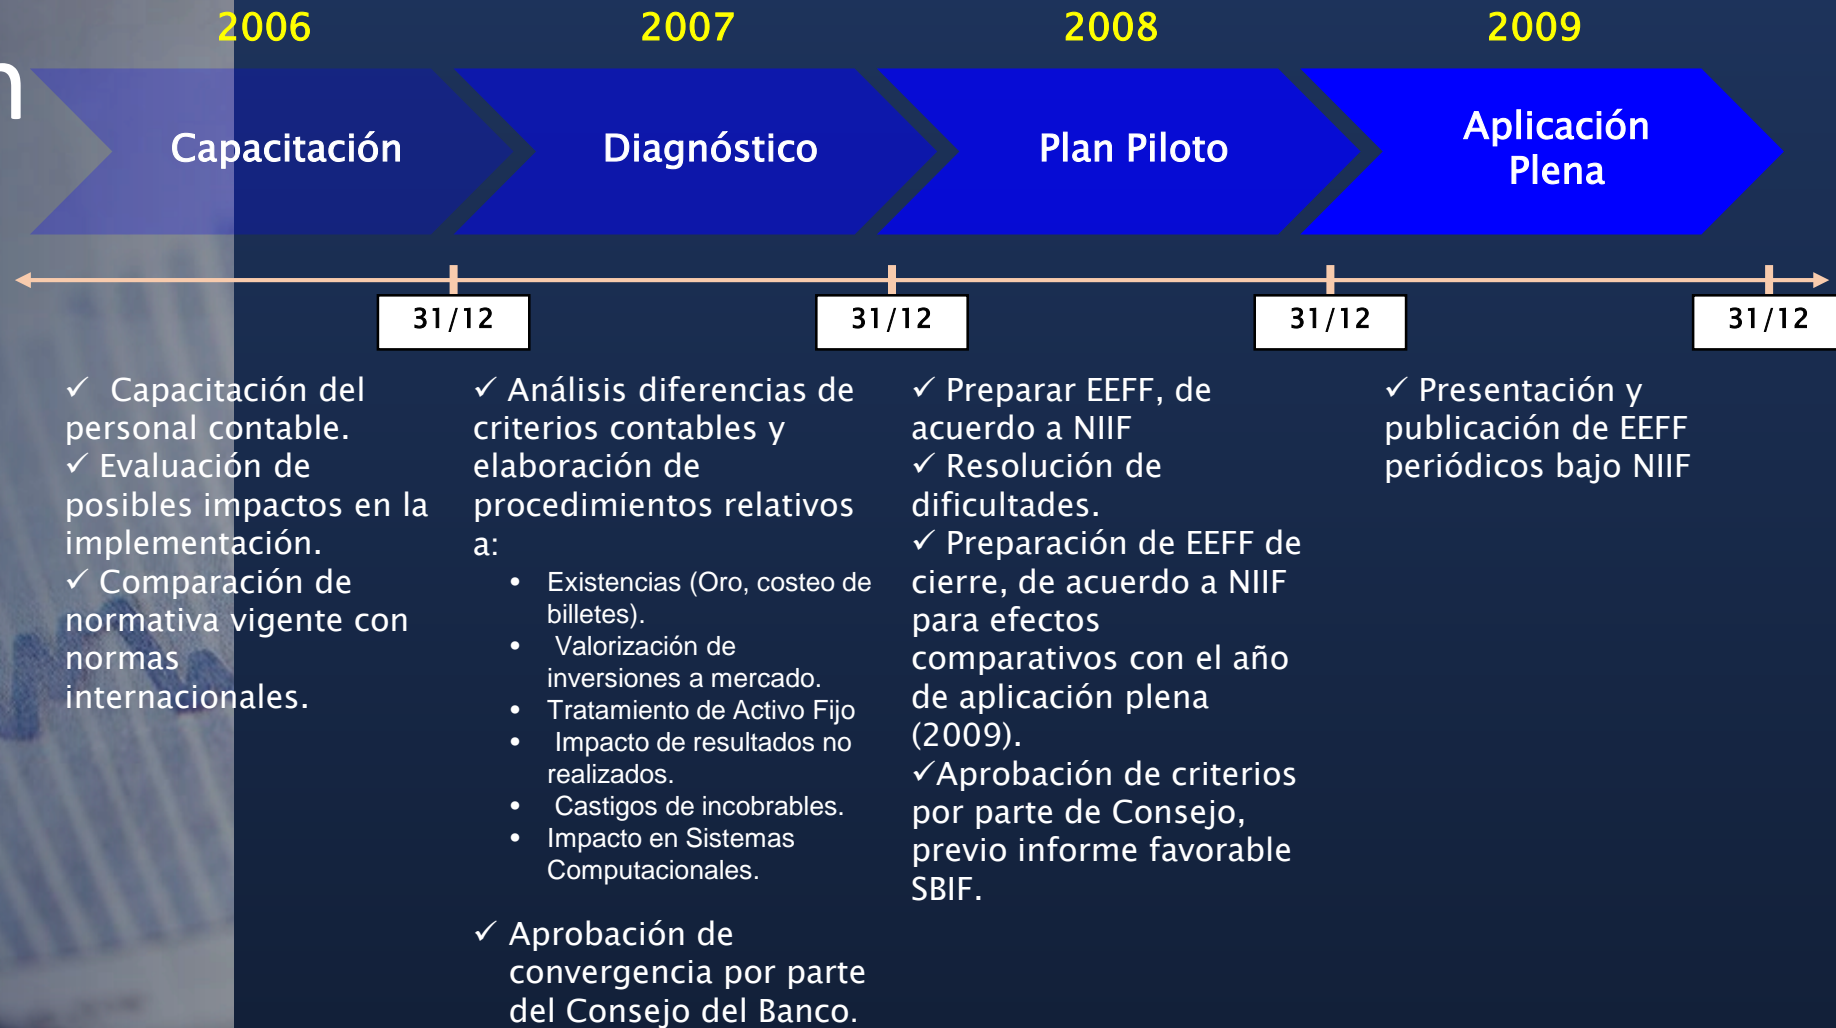 2006
2007
2008
2009
n
Capacitación
Diagnóstico
Plan Piloto
Aplicación
Plena
31/12
31/12
31/12
31/12
✓ Capacitación del
personal contable.
✓ Evaluación de
posibles impactos en la
implementación.
✓ Comparación de
normativa vigente con
normas
internacionales.
✓ Análisis diferencias de
criterios contables y
elaboración de
procedimientos relativos
a:
• Existencias (Oro, costeo de
billetes).
• Valorización de
inversiones a mercado.
• Tratamiento de Activo Fijo
• Impacto de resultados no
realizados.
• Castigos de incobrables.
• Impacto en Sistemas
Computacionales.
✓ Aprobación de
convergencia por parte
del Consejo del Banco.
✓ Preparar EEFF, de
acuerdo a NIIF
✓ Resolución de
dificultades.
✓ Preparación de EEFF de
cierre, de acuerdo a NIIF
para efectos
comparativos con el año
de aplicación plena
(2009).
✓Aprobación de criterios
por parte de Consejo,
previo informe favorable
SBIF.
✓ Presentación y
publicación de EEFF
periódicos bajo NIIF